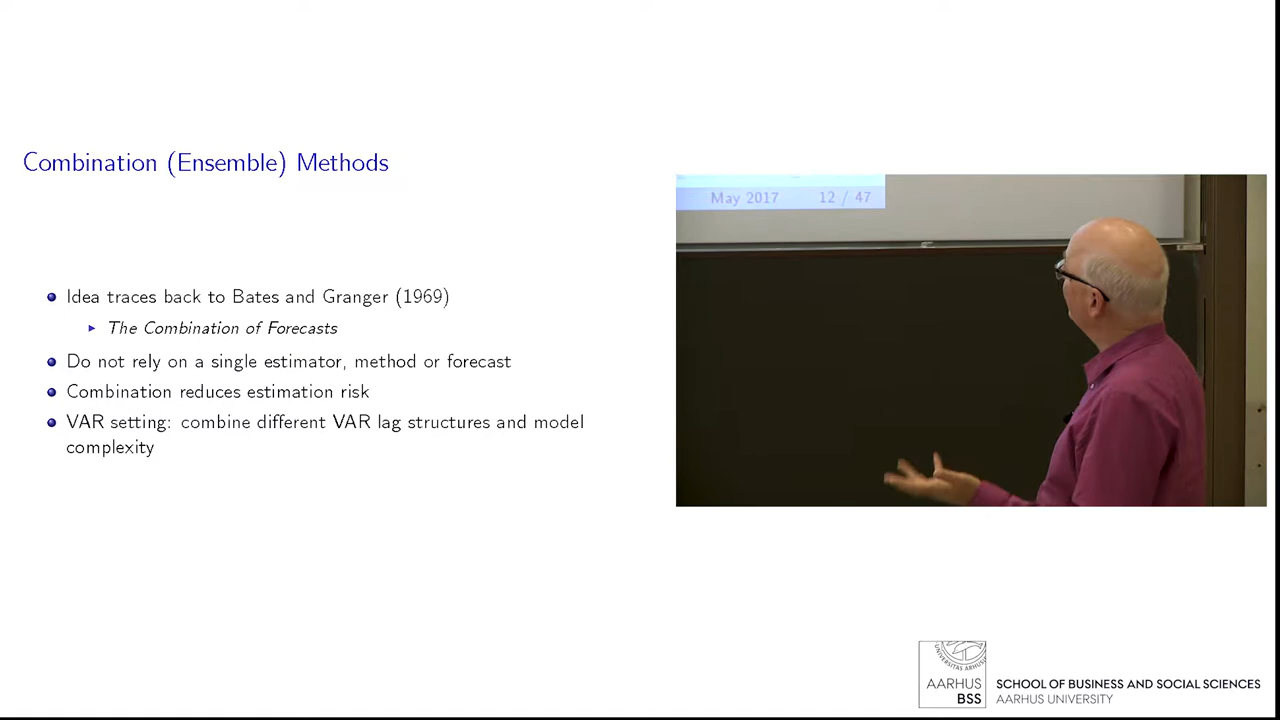 Combination (Ensemble) Methods
Idea traces back to Bates and Granger (1969)
The Combination of Forecasts
Do not rely on a single estimator, method or forecast
Combination reduces estimation risk
VAR setting: combine different VAR lag structures and model
complexity
May 2017 12 / 47
AARHUS
BSS
SCHOOL OF BUSINESS AND SOCIAL SCIENCES
AARHUS UNIVERSITY